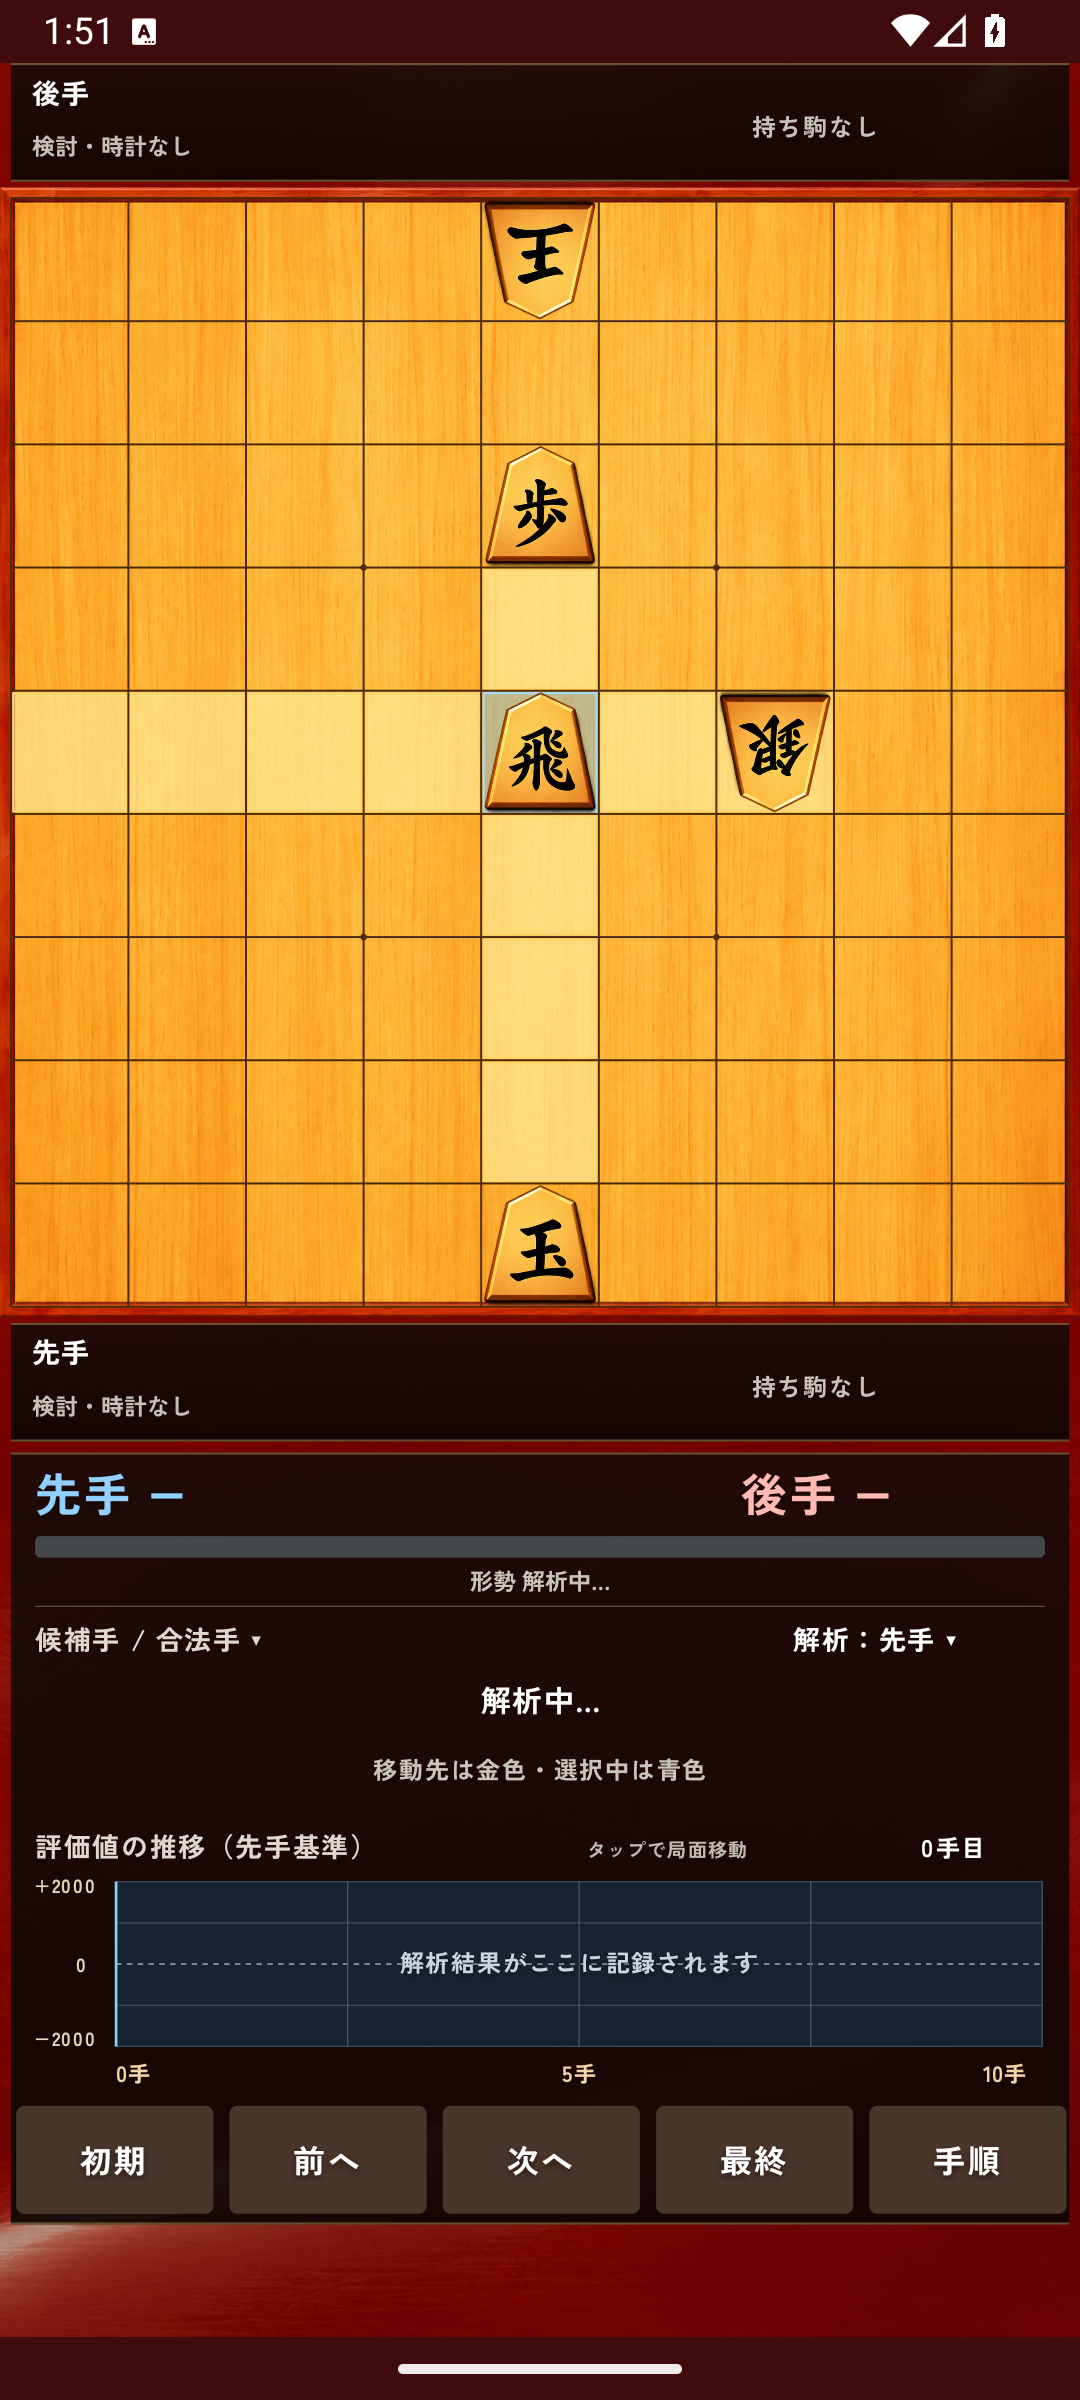 1:51
後手
検討・時計なし
持ち駒なし
王
歩
飛
銀
玉
先手
検討・時計なし
持ち駒なし
先手 −
後手 −
形勢 解析中...
候補手 / 合法手 ▾
解析：先手 ▾
解析中...
移動先は金色・選択中は青色
評価値の推移（先手基準）
タップで局面移動
0手目
+2000
0
−2000
解析結果がここに記録されます
0手
5手
10手
初期
前へ
次へ
最終
手順